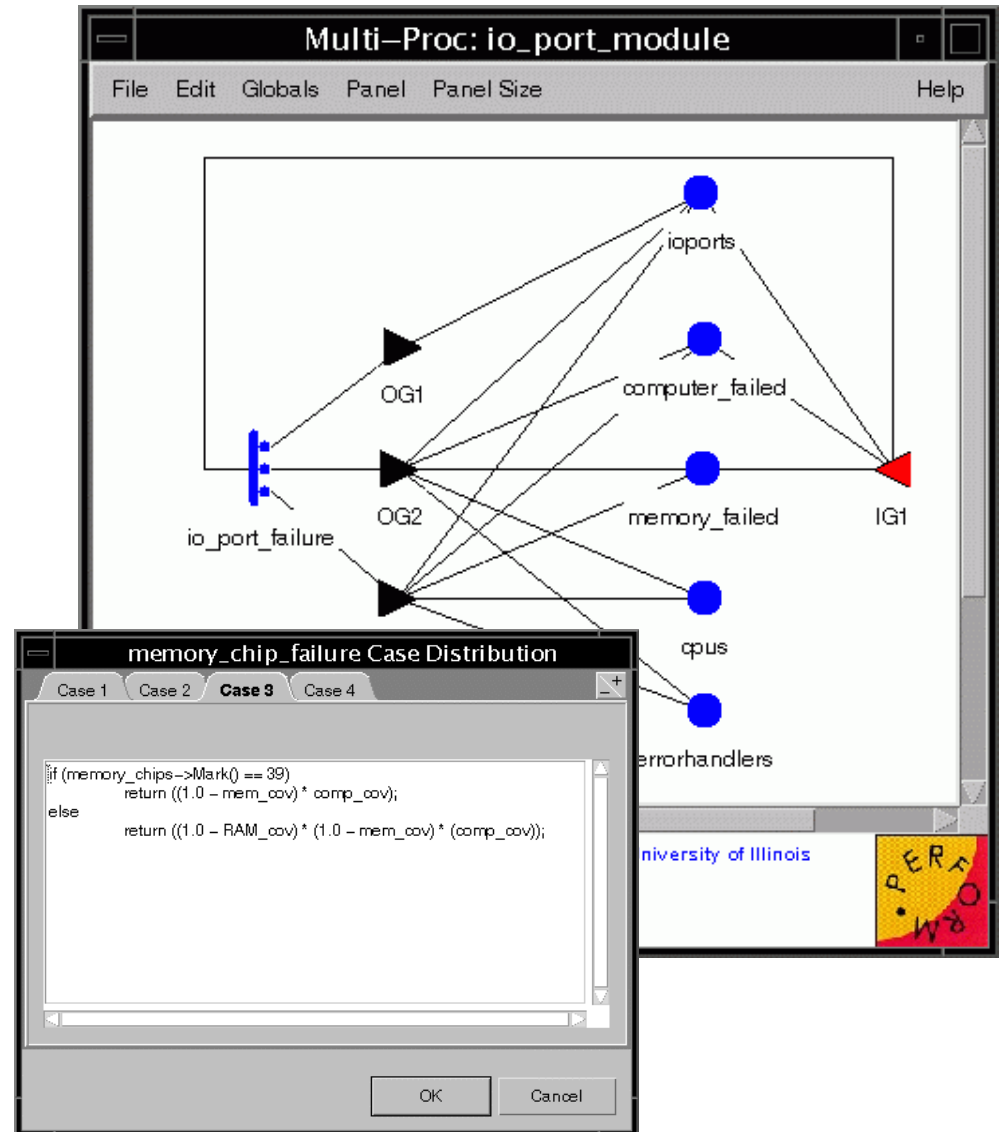 Multi–Proc: io_port_module
File Edit Globals Panel Panel Size Help
ioports
OG1
computer_failed
OG2
memory_failed
IG1
io_port_failure
cpus
errorhandlers
niversity of Illinois
PERFORM
memory_chip_failure Case Distribution
Case 1 Case 2 Case 3 Case 4
if (memory_chips–>Mark() == 39)
return ((1.0 – mem_cov) * comp_cov);
else
return ((1.0 – RAM_cov) * (1.0 – mem_cov) * (comp_cov));
OK Cancel